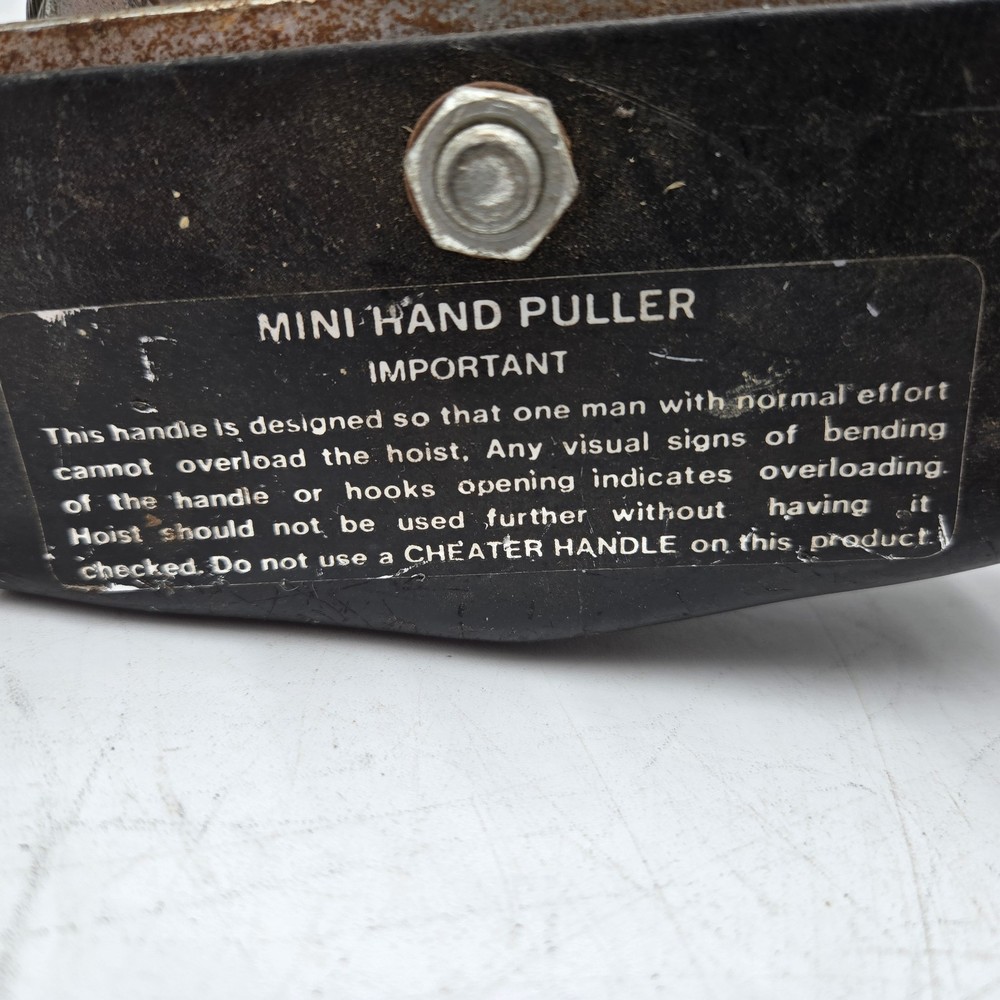 MINI HAND PULLER
IMPORTANT
This handle is designed so that one man with normal effort
cannot overload the hoist. Any visual signs of bending
of the handle or hooks opening indicates overloading.
Hoist should not be used further without having it
checked. Do not use a CHEATER HANDLE on this product.